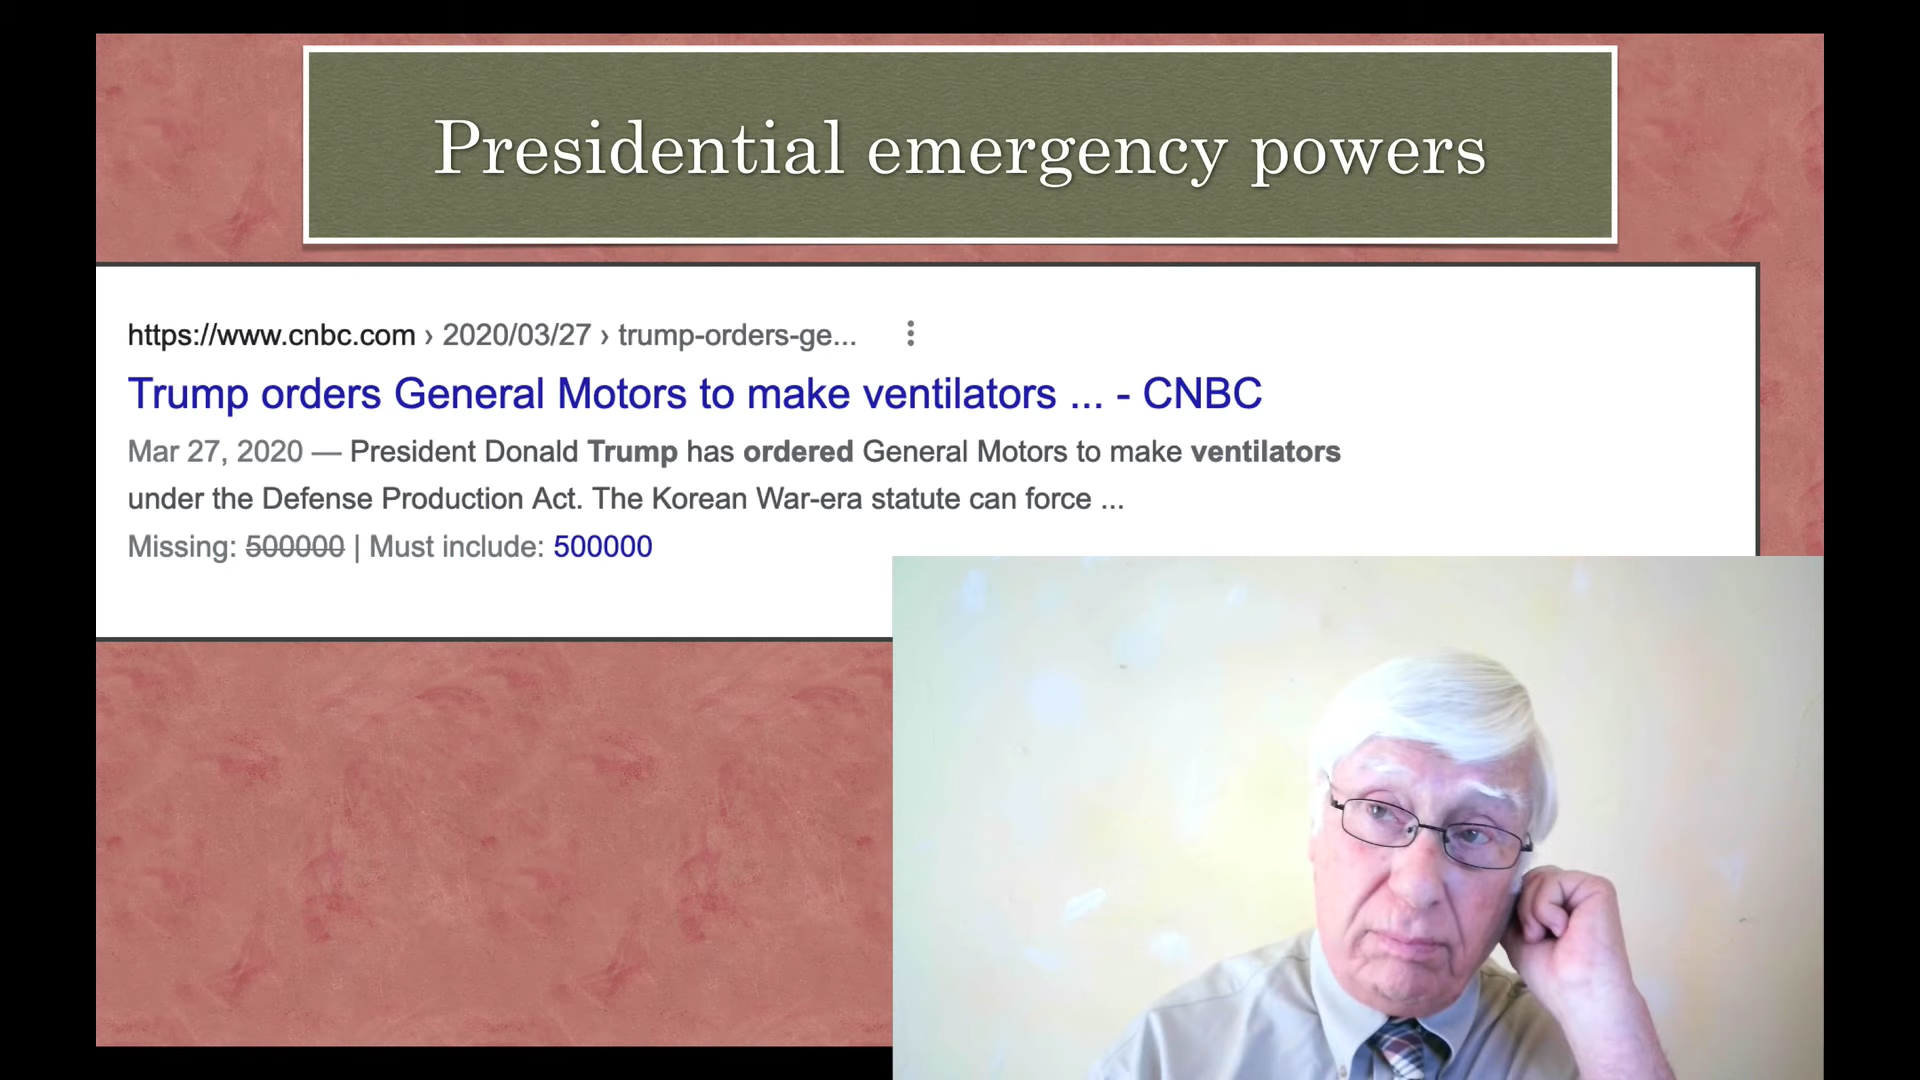 Presidential emergency powers
https://www.cnbc.com › 2020/03/27 › trump-orders-ge...
Trump orders General Motors to make ventilators ... - CNBC
Mar 27, 2020 — President Donald Trump has ordered General Motors to make ventilators
under the Defense Production Act. The Korean War-era statute can force ...
Missing: 500000 | Must include: 500000